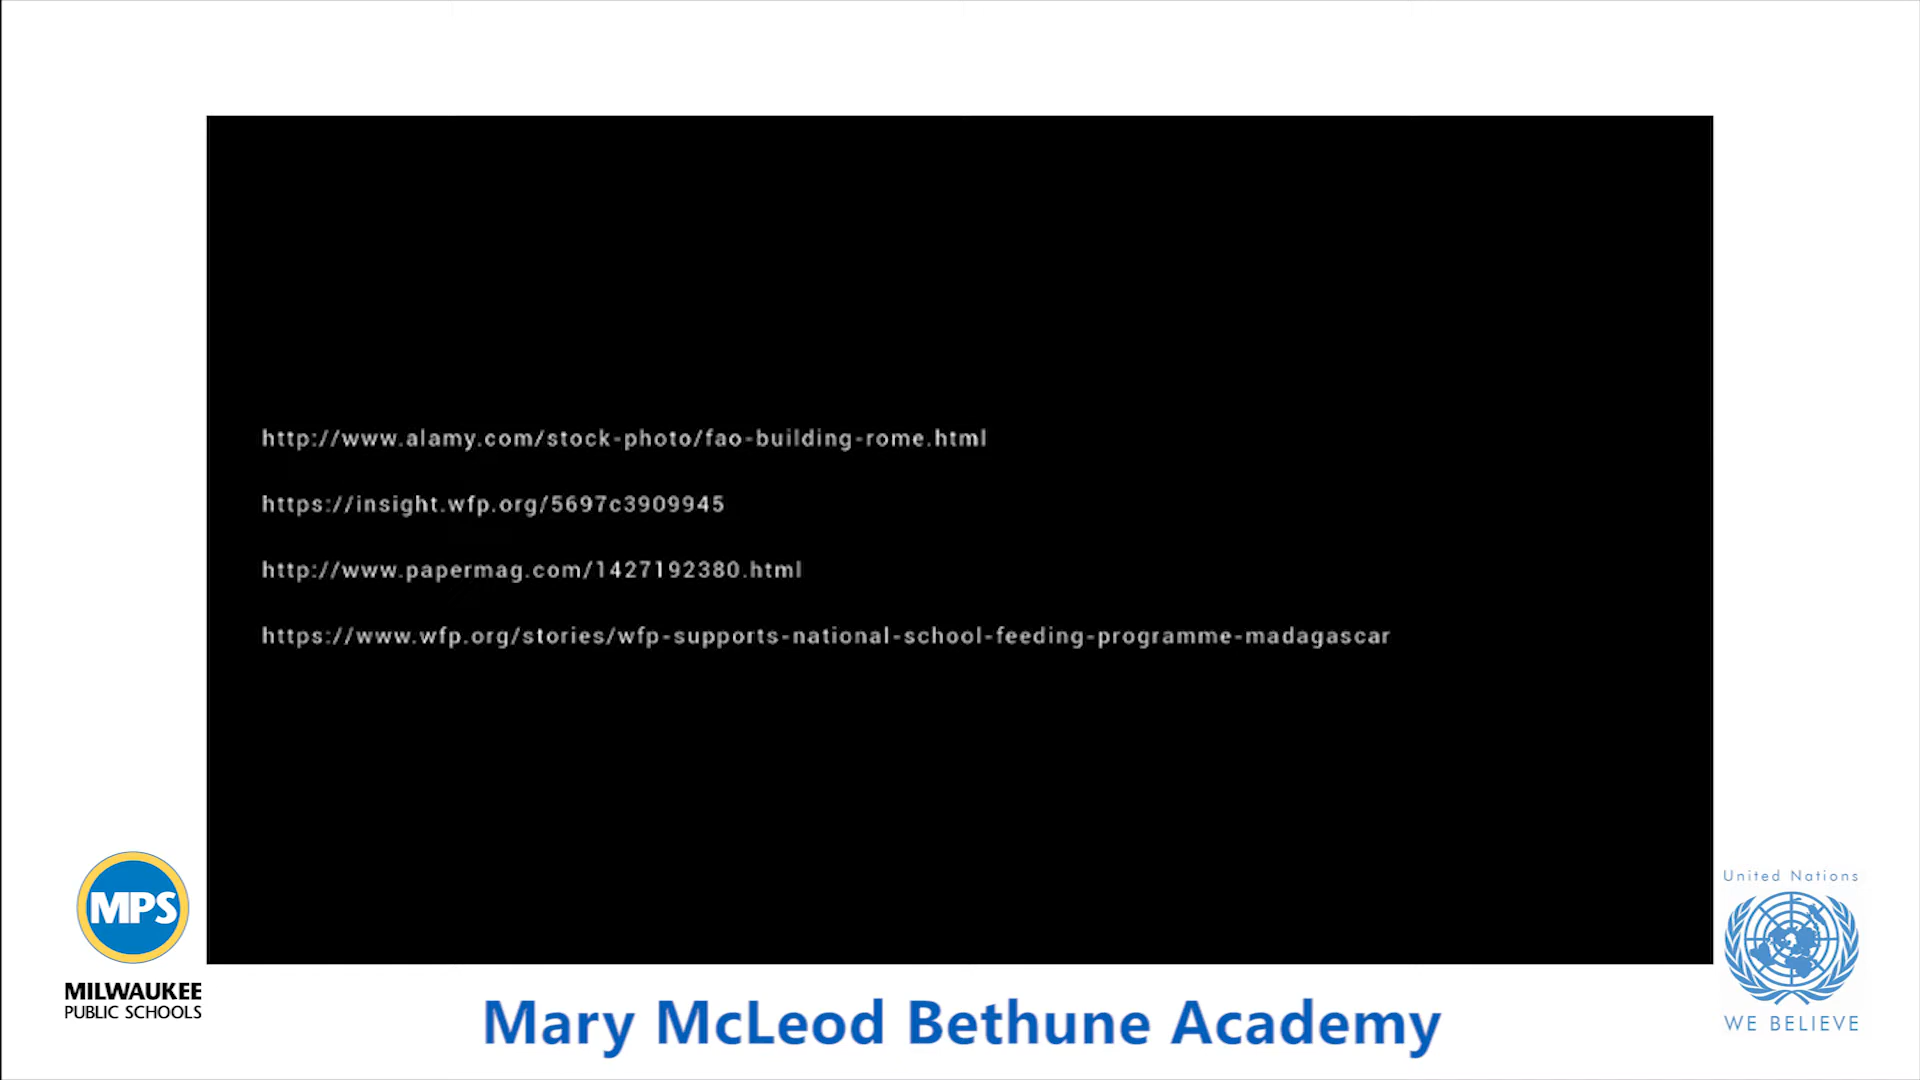 http://www.alamy.com/stock-photo/fao-building-rome.html
https://insight.wfp.org/5697c3909945
http://www.papermag.com/1427192380.html
https://www.wfp.org/stories/wfp-supports-national-school-feeding-programme-madagascar
MPS
MILWAUKEE
PUBLIC SCHOOLS
Mary McLeod Bethune Academy
United Nations
WE BELIEVE